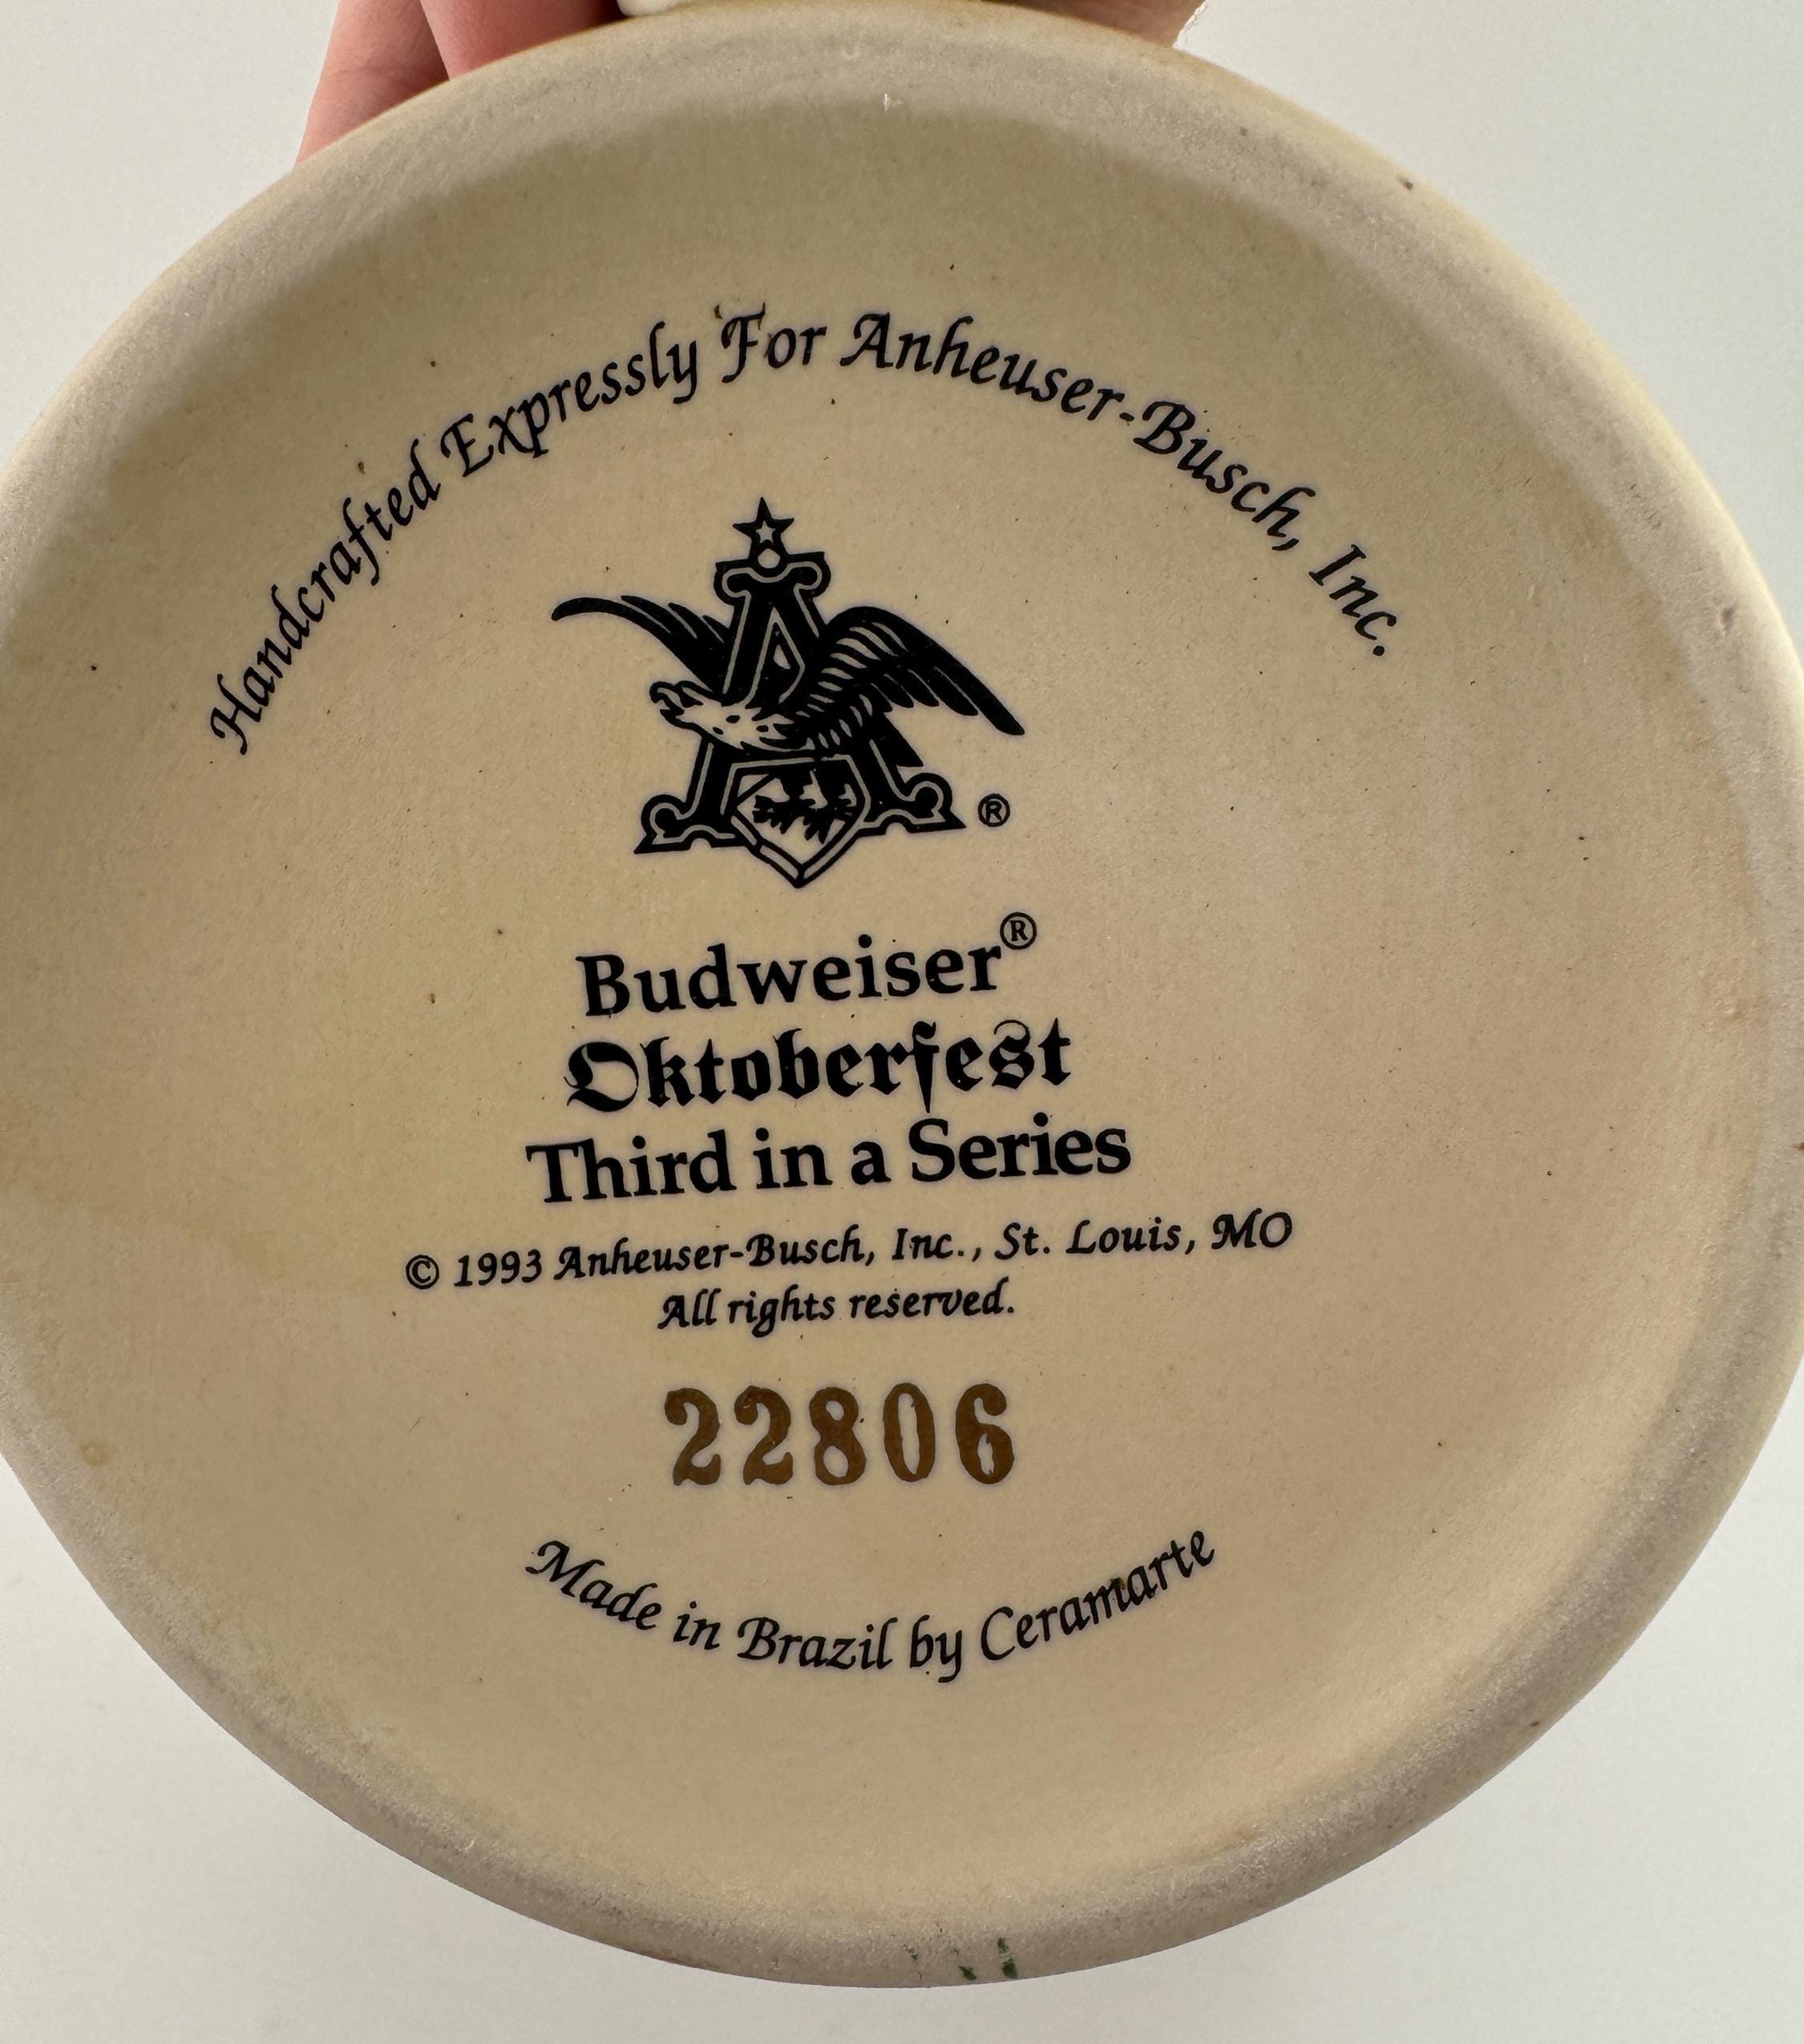 Handcrafted Expressly For Anheuser-Busch, Inc.
A
®
Budweiser®
Oktoberfest
Third in a Series
© 1993 Anheuser-Busch, Inc., St. Louis, MO
All rights reserved.
22806
Made in Brazil by Ceramarte